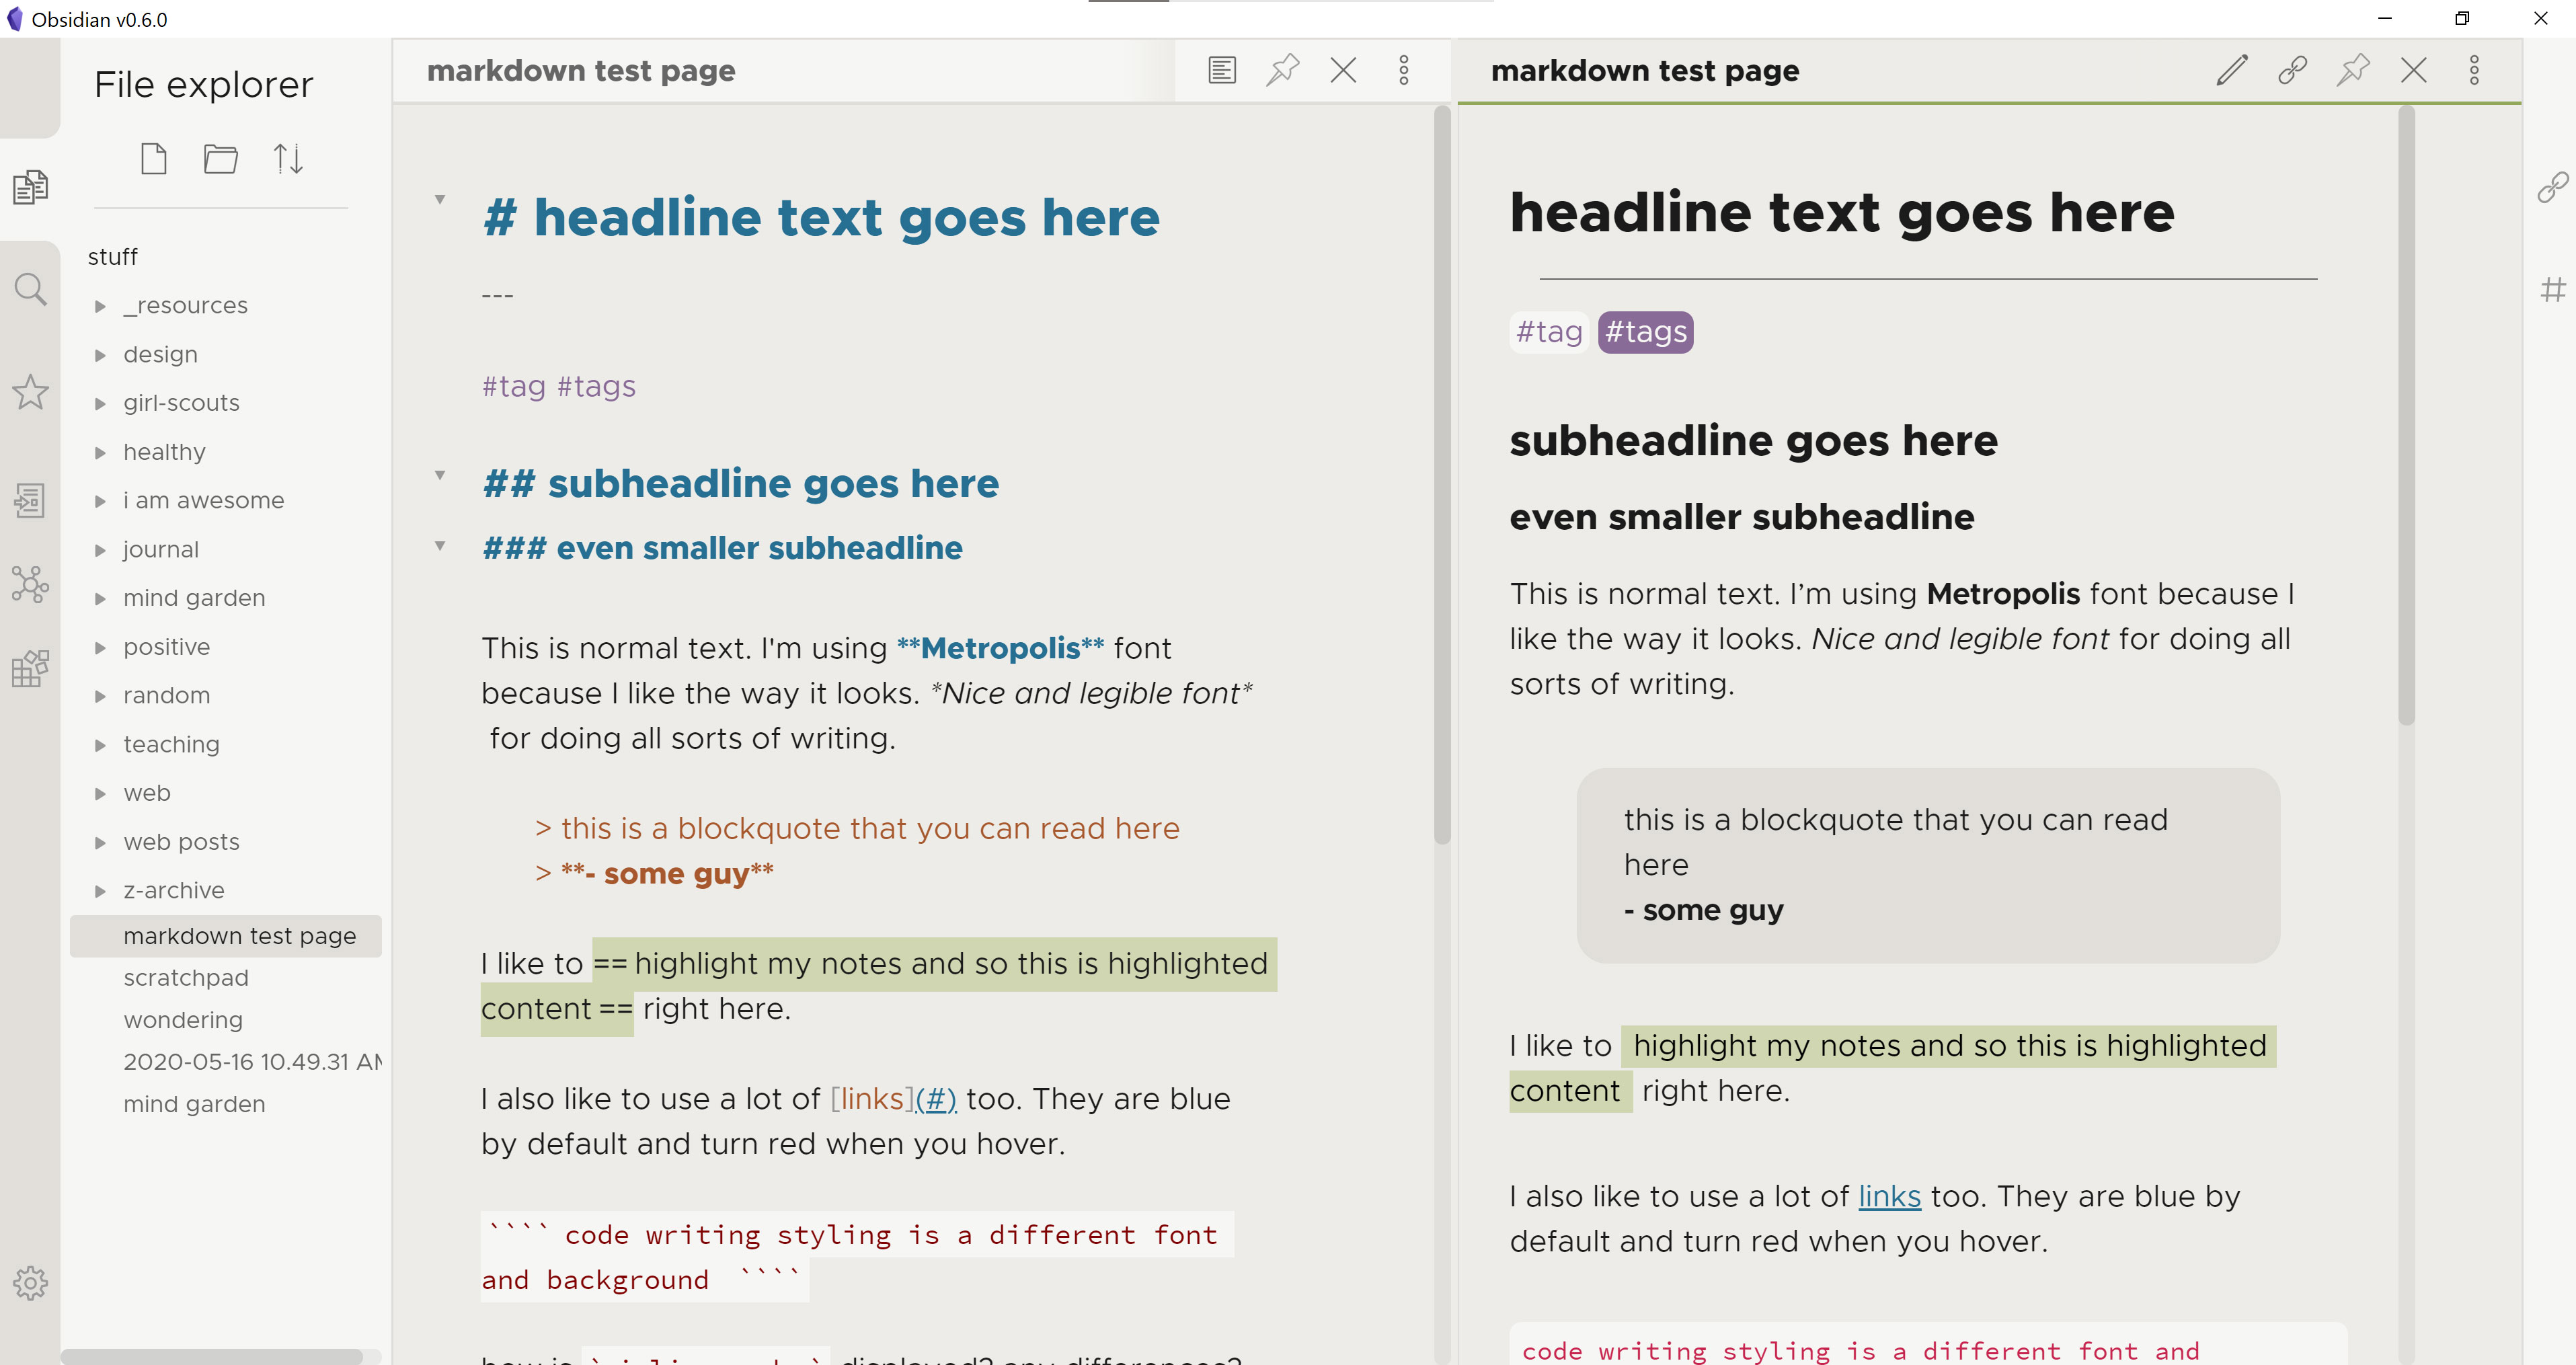 Obsidian v0.6.0
File explorer
stuff
_resources
design
girl-scouts
healthy
i am awesome
journal
mind garden
positive
random
teaching
web
web posts
z-archive
markdown test page
scratchpad
wondering
2020-05-16 10.49.31 AM
mind garden
markdown test page
# headline text goes here
---
#tag #tags
## subheadline goes here
### even smaller subheadline
This is normal text. I'm using **Metropolis** font
because I like the way it looks. *Nice and legible font*
for doing all sorts of writing.
> this is a blockquote that you can read here
> **- some guy**
I like to == highlight my notes and so this is highlighted
content == right here.
I also like to use a lot of [links](#) too. They are blue
by default and turn red when you hover.
```` code writing styling is a different font
and background ````
how is ` displayed? any differences?
markdown test page
headline text goes here
#tag #tags
subheadline goes here
even smaller subheadline
This is normal text. I’m using Metropolis font because I
like the way it looks. Nice and legible font for doing all
sorts of writing.
this is a blockquote that you can read
here
- some guy
I like to highlight my notes and so this is highlighted
content right here.
I also like to use a lot of links too. They are blue by
default and turn red when you hover.
code writing styling is a different font and